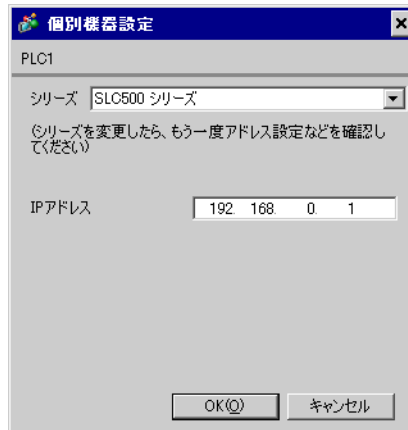 個別機器設定
PLC1
シリーズ SLC500 シリーズ
(シリーズを変更したら、もう一度アドレス設定などを確認し
てください)
IPアドレス 192. 168. 0. 1
OK(O) キャンセル